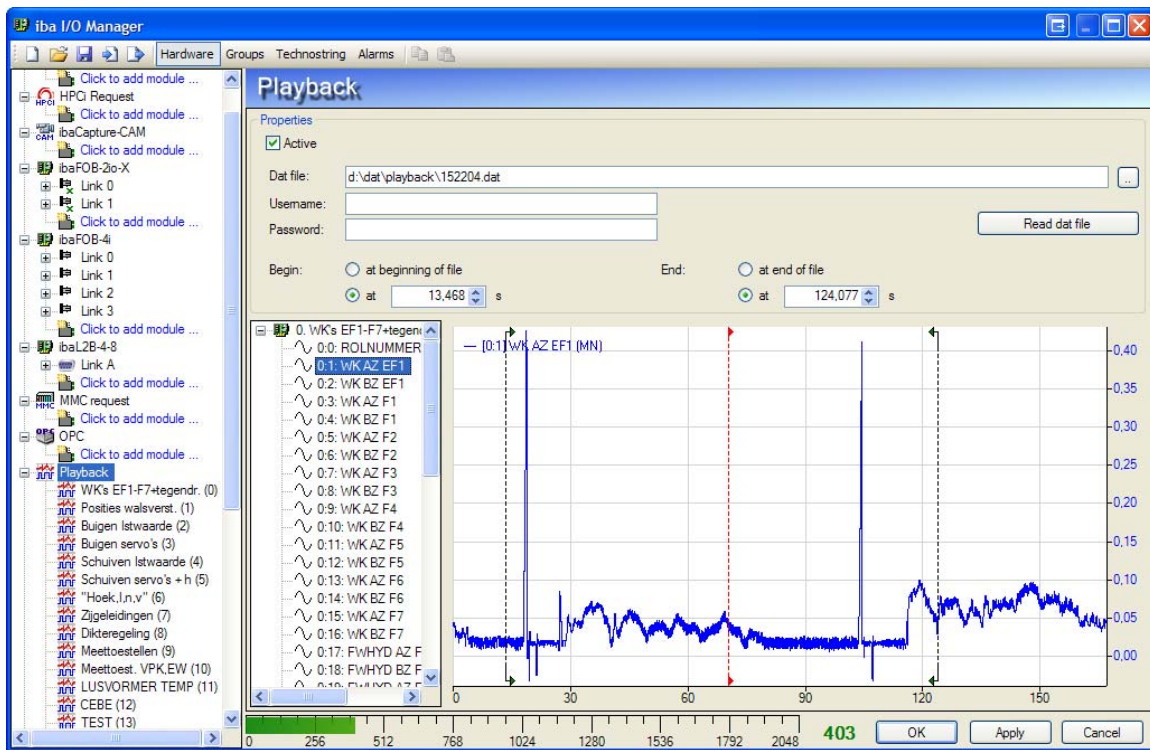 iba I/O Manager
Hardware Groups Technostring Alarms
Click to add module ...
HPCi Request
Click to add module ...
ibaCapture-CAM
Click to add module ...
ibaFOB-2io-X
Link 0
Link 1
Click to add module ...
ibaFOB-4i
Link 0
Link 1
Link 2
Link 3
Click to add module ...
ibaL2B-4-8
Link A
Click to add module ...
MMC request
Click to add module ...
OPC
Click to add module ...
Playback
WK's EF1-F7+tegendr. (0)
Posities walsverst. (1)
Buigen Istwaarde (2)
Buigen servo's (3)
Schuiven Istwaarde (4)
Schuiven servo's + h (5)
"Hoek,I,n,v" (6)
Zijgeleidingen (7)
Dikteregeling (8)
Meettoestellen (9)
Meettoest. VPK,EW (10)
LUSVORMER TEMP (11)
CEBE (12)
TEST (13)
Playback
Properties
Active
Dat file: d:\dat\playback\152204.dat ..
Username:
Password:
Read dat file
Begin: at beginning of file End: at end of file
at 13,468 s at 124,077 s
0. WK's EF1-F7+tegen
0:0: ROLNUMMER
0:1: WK AZ EF1
0:2: WK BZ EF1
0:3: WK AZ F1
0:4: WK BZ F1
0:5: WK AZ F2
0:6: WK BZ F2
0:7: WK AZ F3
0:8: WK BZ F3
0:9: WK AZ F4
0:10: WK BZ F4
0:11: WK AZ F5
0:12: WK BZ F5
0:13: WK AZ F6
0:14: WK BZ F6
0:15: WK AZ F7
0:16: WK BZ F7
0:17: FWHYD AZ F
0:18: FWHYD BZ F
[0:1] WK AZ EF1 (MN)
0,40
0,35
0,30
0,25
0,20
0,15
0,10
0,05
0,00
0 30 60 90 120 150
0 256 512 768 1024 1280 1536 1792 2048
403 OK Apply Cancel